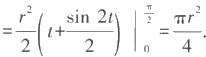 = r²/2 ( t + sin 2t/2 ) |₀^(π/2) = πr²/4.